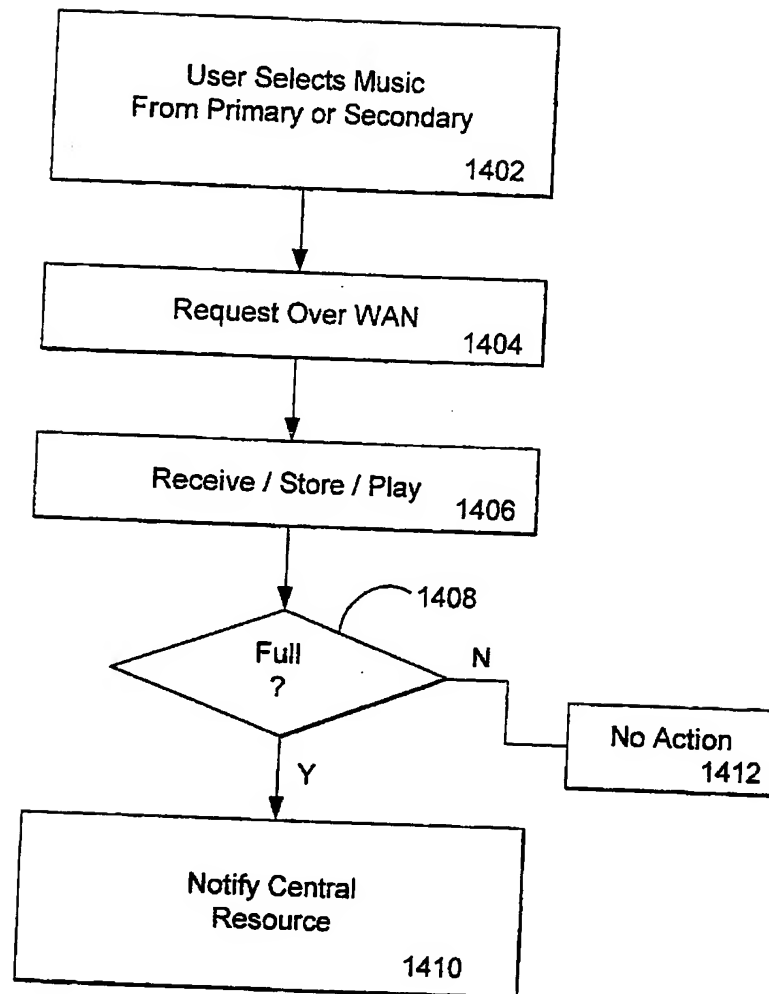 User Selects Music
From Primary or Secondary
1402
Request Over WAN
1404
Receive / Store / Play
1406
1408
Full
?
N
No Action
1412
Y
Notify Central
Resource
1410